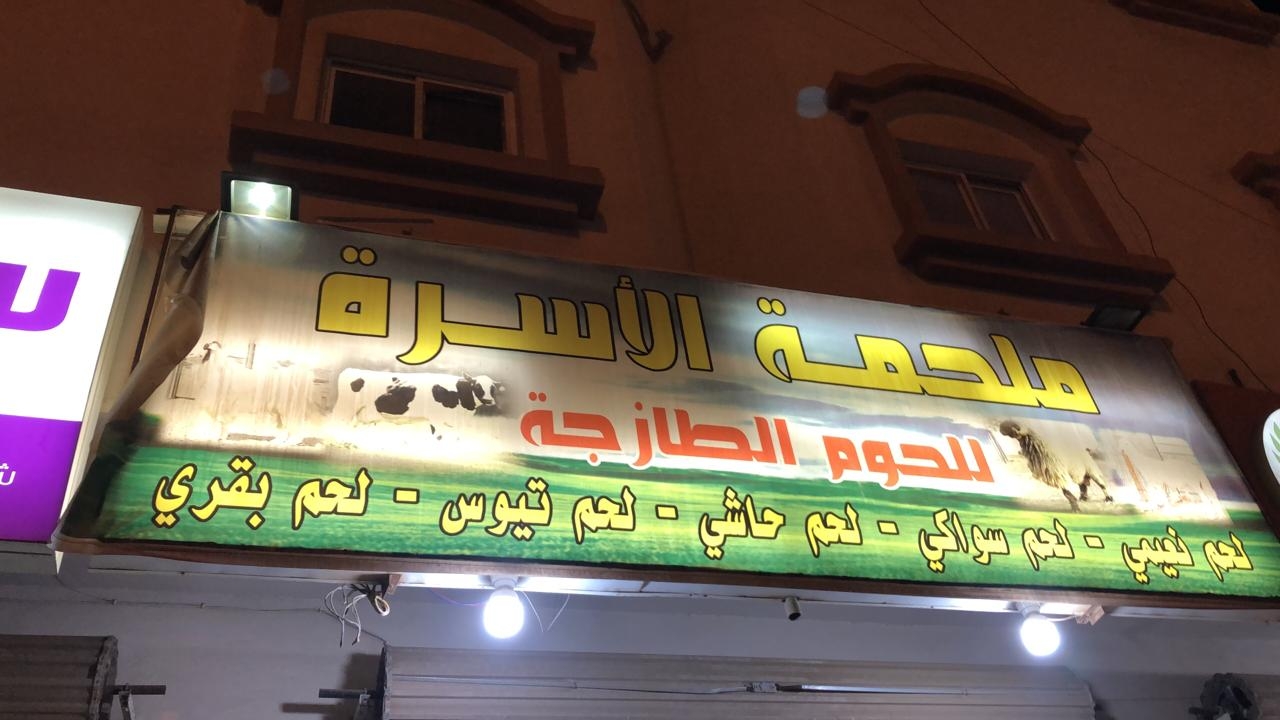 ملحمة الأسرة
للحوم الطازجة
لحم نعيمي - لحم سواكي - لحم حاشي - لحم تيوس - لحم بقري